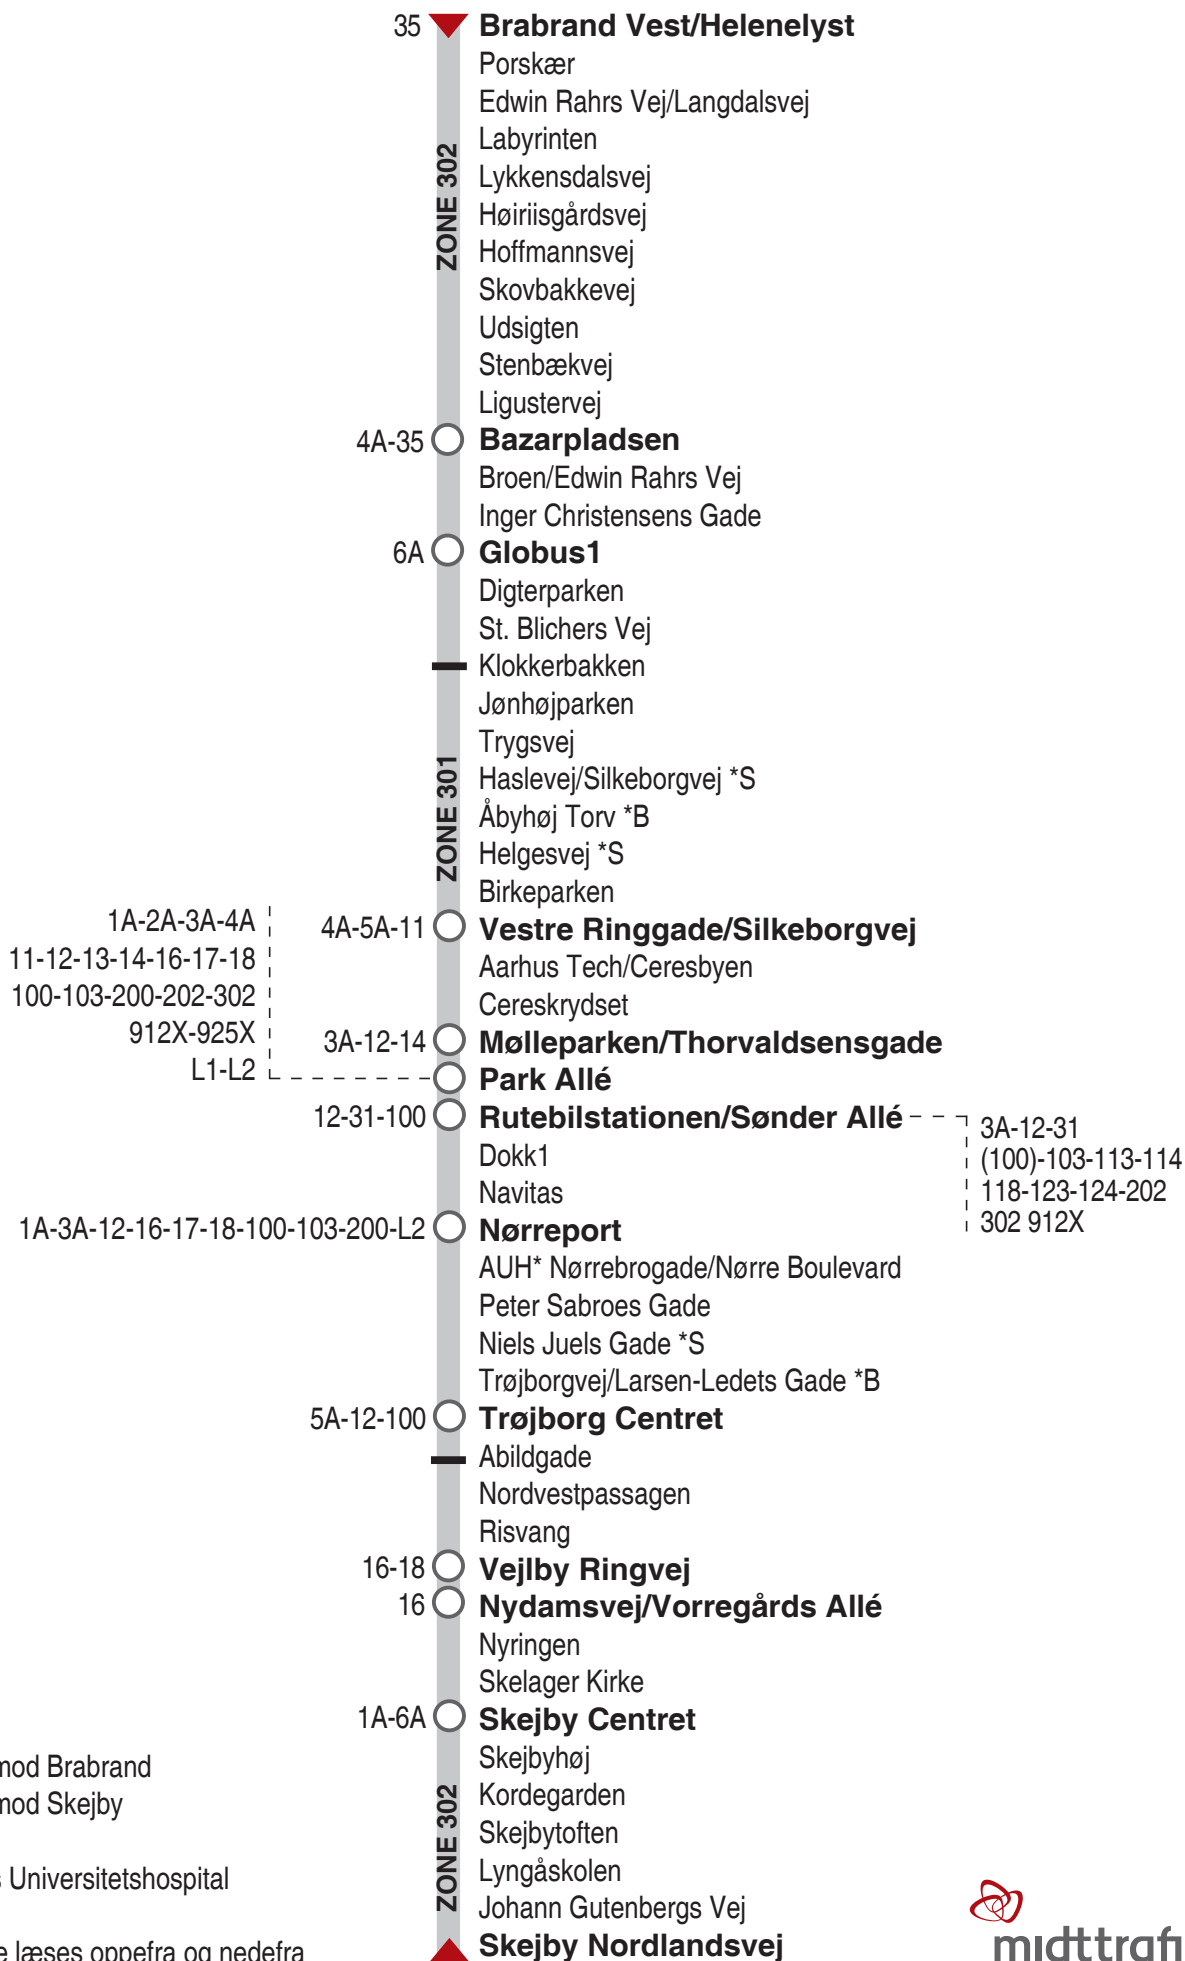 35 Brabrand Vest/Helenelyst
Porskær
Edwin Rahrs Vej/Langdalsvej
Labyrinten
Lykkensdalsvej
ZONE 302
Høiriisgårdsvej
Hoffmannsvej
Skovbakkevej
Udsigten
Stenbækvej
Ligustervej
4A-35 Bazarpladsen
Broen/Edwin Rahrs Vej
Inger Christensens Gade
6A Globus1
Digterparken
St. Blichers Vej
Klokkerbakken
Jønhøjparken
Trygsvej
Haslevej/Silkeborgvej *S
ZONE 301
Åbyhøj Torv *B
Helgesvej *S
Birkeparken
4A-5A-11 Vestre Ringgade/Silkeborgvej
Aarhus Tech/Ceresbyen
Cereskrydset
3A-12-14 Mølleparken/Thorvaldsensgade
1A-2A-3A-4A
11-12-13-14-16-17-18
100-103-200-202-302
912X-925X
L1-L2
Park Allé
12-31-100 Rutebilstationen/Sønder Allé
3A-12-31
(100)-103-113-114
118-123-124-202
302 912X
Dokk1
Navitas
1A-3A-12-16-17-18-100-103-200-L2 Nørreport
AUH* Nørrebrogade/Nørre Boulevard
Peter Sabroes Gade
Niels Juels Gade *S
Trøjborgvej/Larsen-Ledets Gade *B
5A-12-100 Trøjborg Centret
Abildgade
Nordvestpassagen
Risvang
16-18 Vejlby Ringvej
16 Nydamsvej/Vorregårds Allé
Nyringen
Skelager Kirke
1A-6A Skejby Centret
Skejbyhøj
Kordegarden
Skejbytoften
ZONE 302
Lyngåskolen
Johann Gutenbergs Vej
Skejby Nordlandsvej
mod Brabrand
mod Skejby
s Universitetshospital
e læses oppefra og nedefra
midttrafi